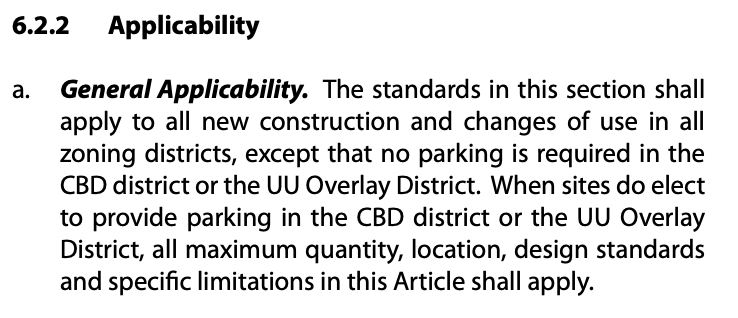 6.2.2 Applicability
a. General Applicability. The standards in this section shall
apply to all new construction and changes of use in all
zoning districts, except that no parking is required in the
CBD district or the UU Overlay District. When sites do elect
to provide parking in the CBD district or the UU Overlay
District, all maximum quantity, location, design standards
and specific limitations in this Article shall apply.